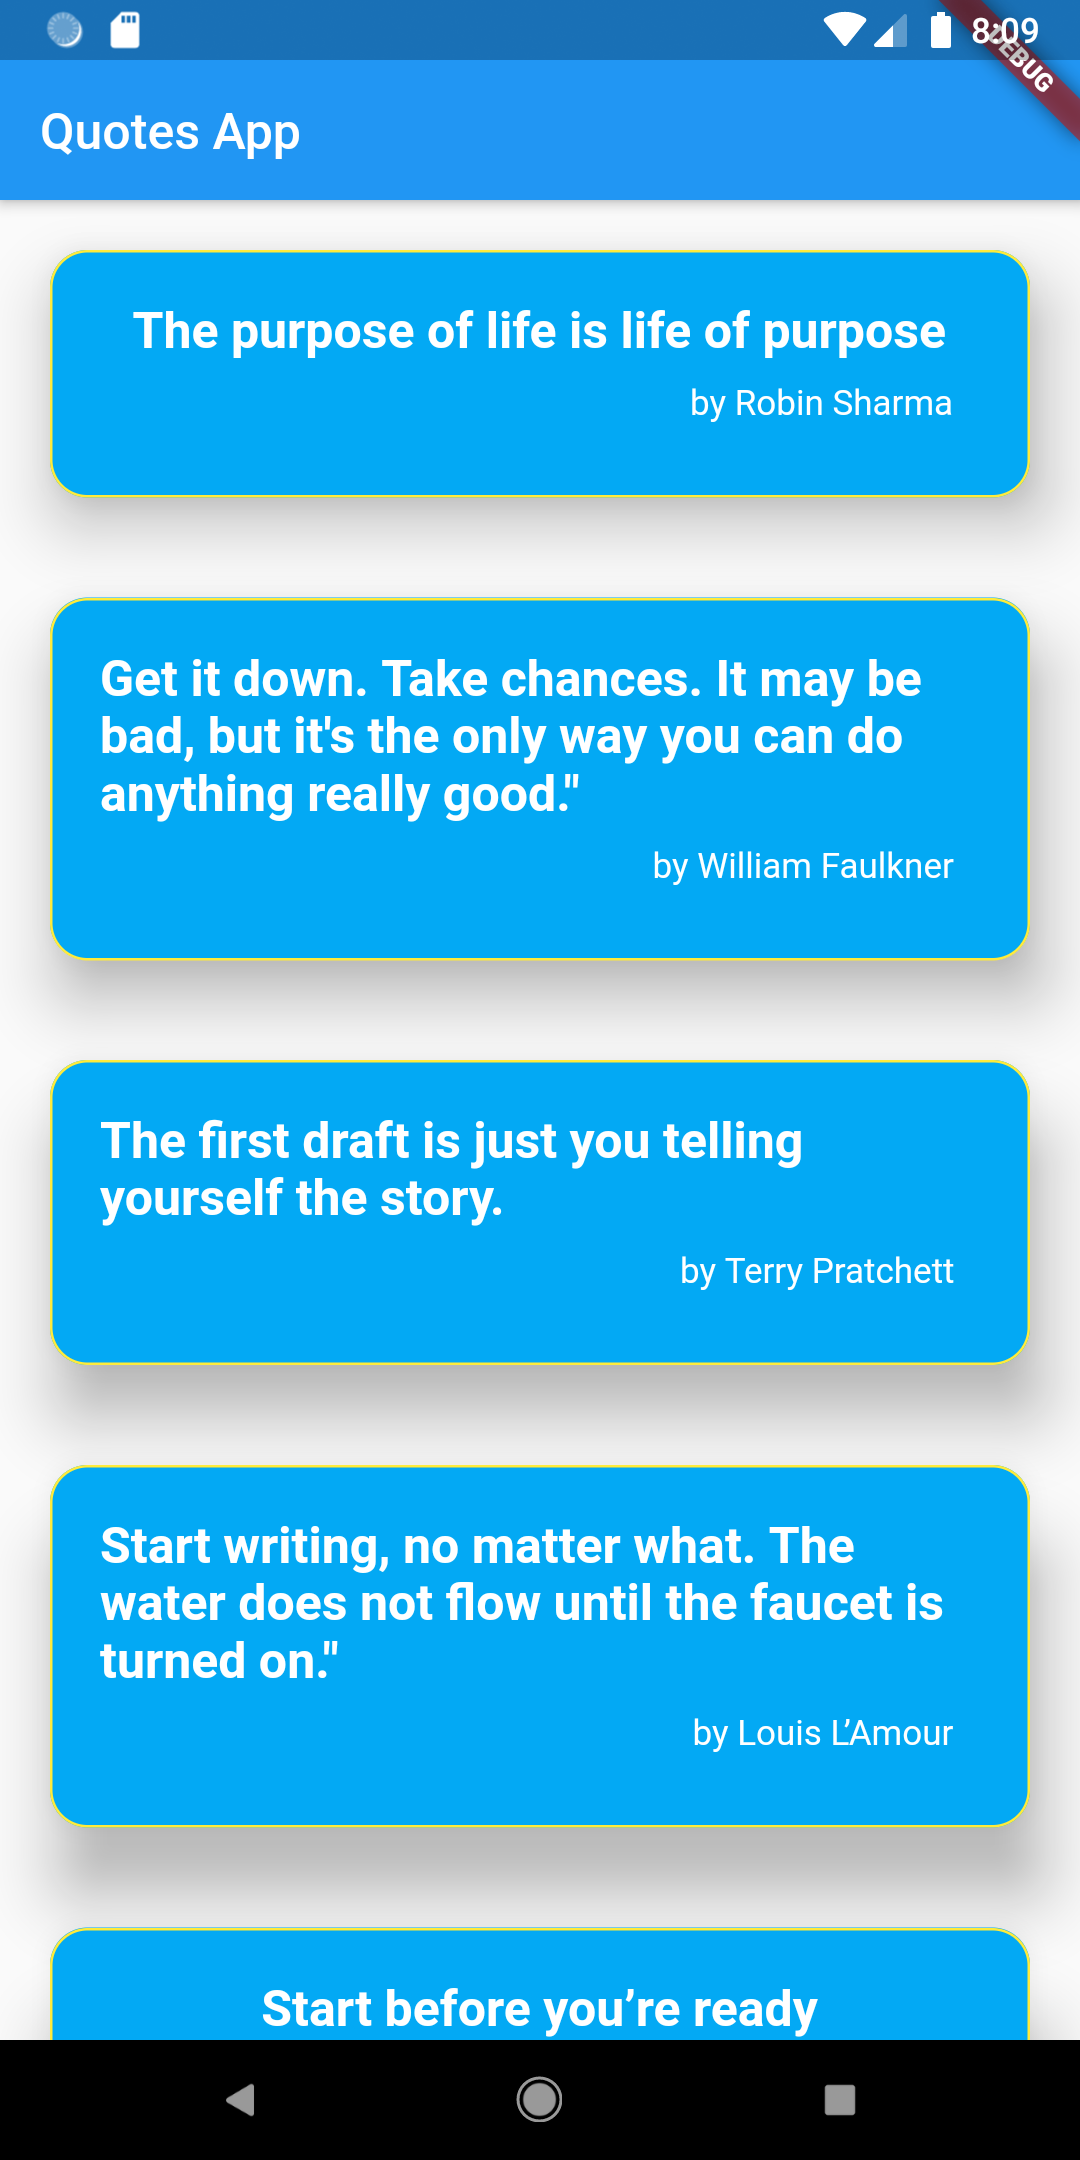 8:09
DEBUG
Quotes App
The purpose of life is life of purpose
by Robin Sharma
Get it down. Take chances. It may be
bad, but it's the only way you can do
anything really good."
by William Faulkner
The first draft is just you telling
yourself the story.
by Terry Pratchett
Start writing, no matter what. The
water does not flow until the faucet is
turned on."
by Louis L’Amour
Start before you’re ready